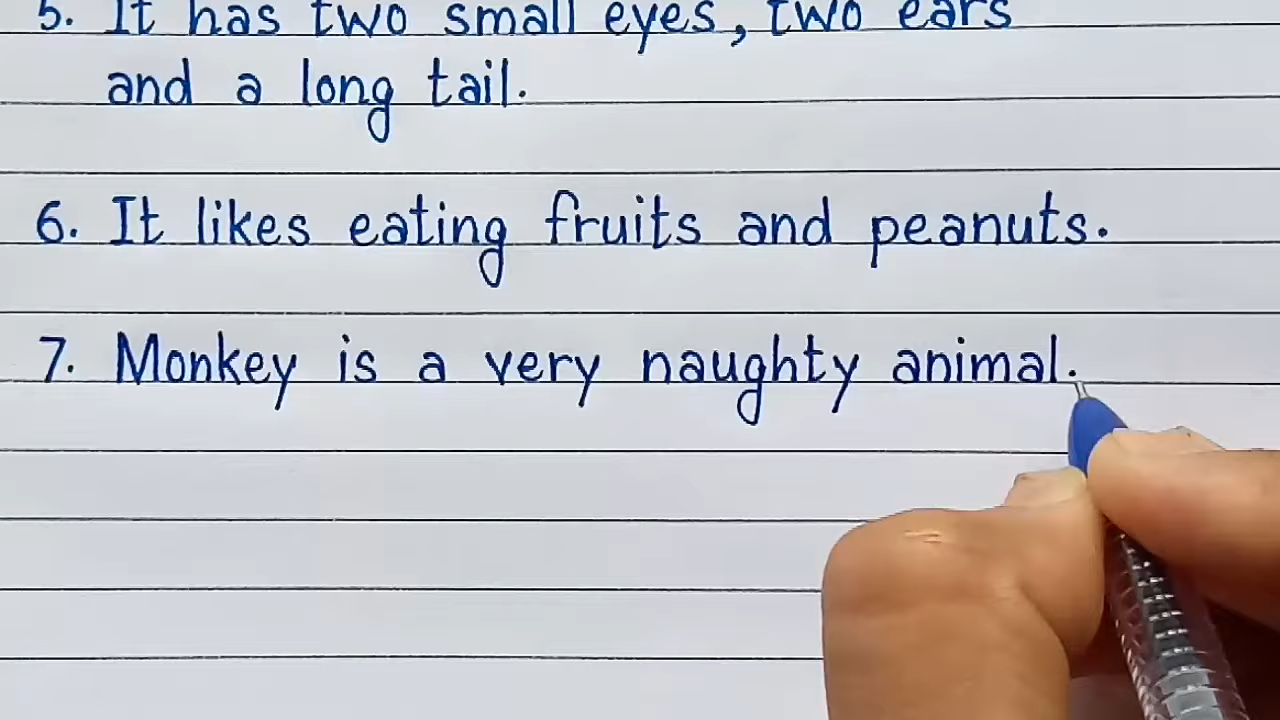 5. It has two small eyes, two ears
and a long tail.
6. It likes eating fruits and peanuts.
7. Monkey is a very naughty animal.